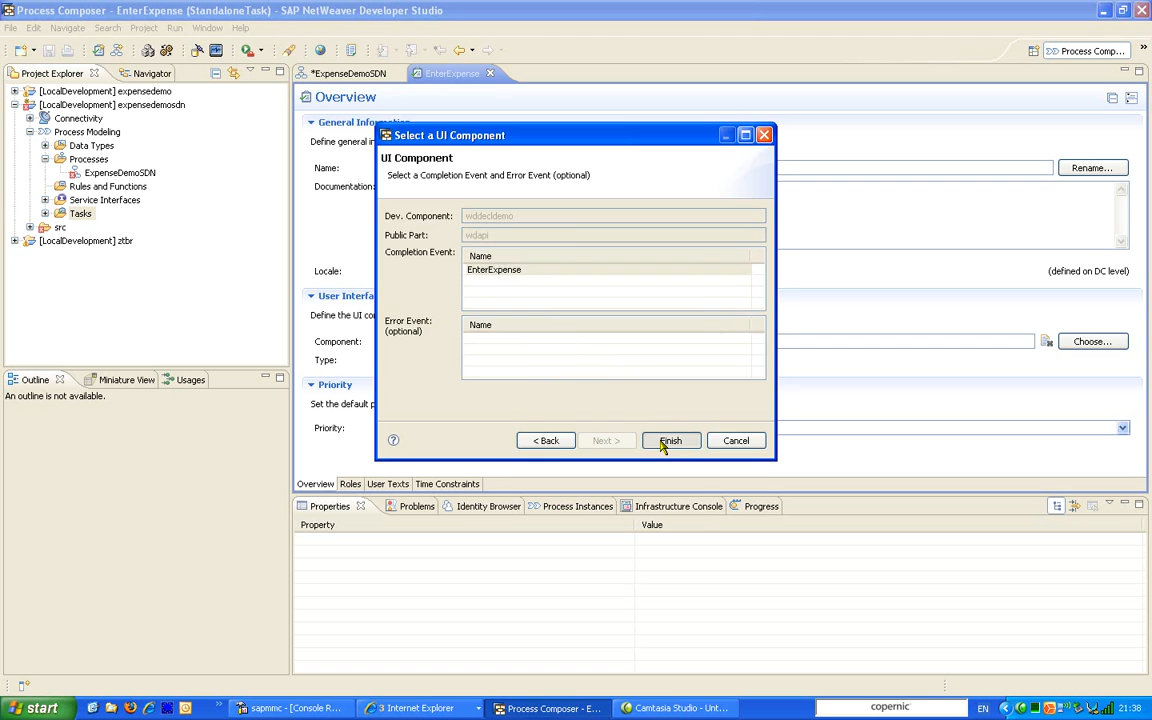 Process Composer - EnterExpense (StandaloneTask) - SAP NetWeaver Developer Studio
File Edit Navigate Search Project Run Window Help
Process Comp...
Project Explorer Navigator
*ExpenseDemoSDN EnterExpense
[LocalDevelopment] expensedemo
[LocalDevelopment] expensedemosdn
Connectivity
Process Modeling
Data Types
Processes
ExpenseDemoSDN
Rules and Functions
Service Interfaces
Tasks
src
[LocalDevelopment] ztbr
Outline Miniature View Usages
An outline is not available.
Overview
General Information
Define general in
Name:
Rename...
Documentation:
Locale:
(defined on DC level)
User Interfa
Define the UI co
Component:
Choose...
Type:
Priority
Set the default p
Priority:
Overview Roles User Texts Time Constraints
Select a UI Component
UI Component
Select a Completion Event and Error Event (optional)
Dev. Component: wddecldemo
Public Part: wdapi
Completion Event: Name
EnterExpense
Error Event: Name
(optional)
< Back Next > Finish Cancel
Properties Problems Identity Browser Process Instances Infrastructure Console Progress
Property Value
start
sapmmc - [Console R...
3 Internet Explorer
Process Composer - E...
Camtasia Studio - Unt...
copernic
EN
21:38